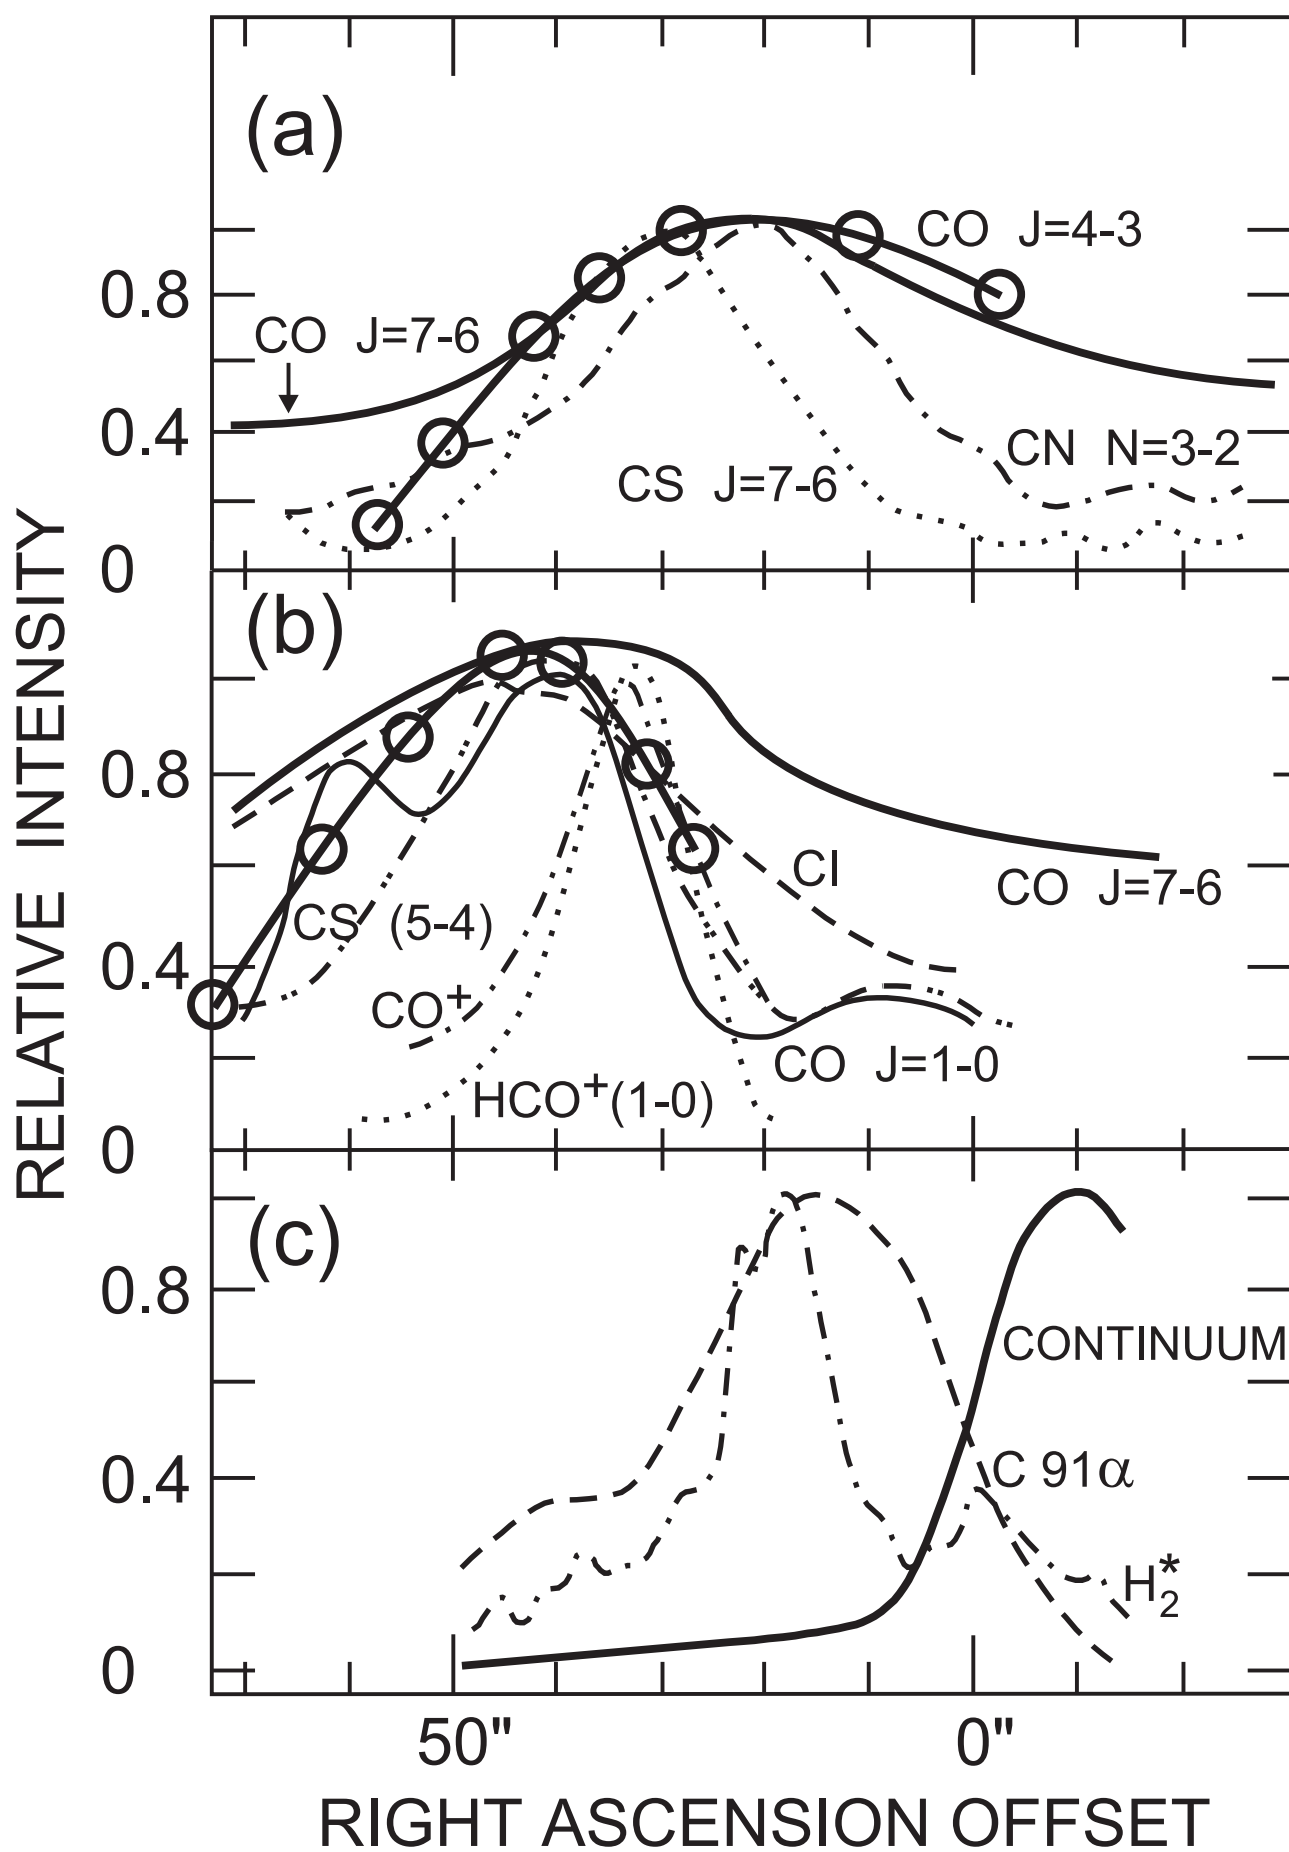 (a)
CO J=4-3
0.8
CO J=7-6
0.4
CN N=3-2
CS J=7-6
0
RELATIVE INTENSITY
(b)
0.8
CI
CO J=7-6
CS (5-4)
0.4
CO⁺
CO J=1-0
HCO⁺(1-0)
0
(c)
0.8
CONTINUUM
0.4
C 91α
H₂*
0
50" 0"
RIGHT ASCENSION OFFSET